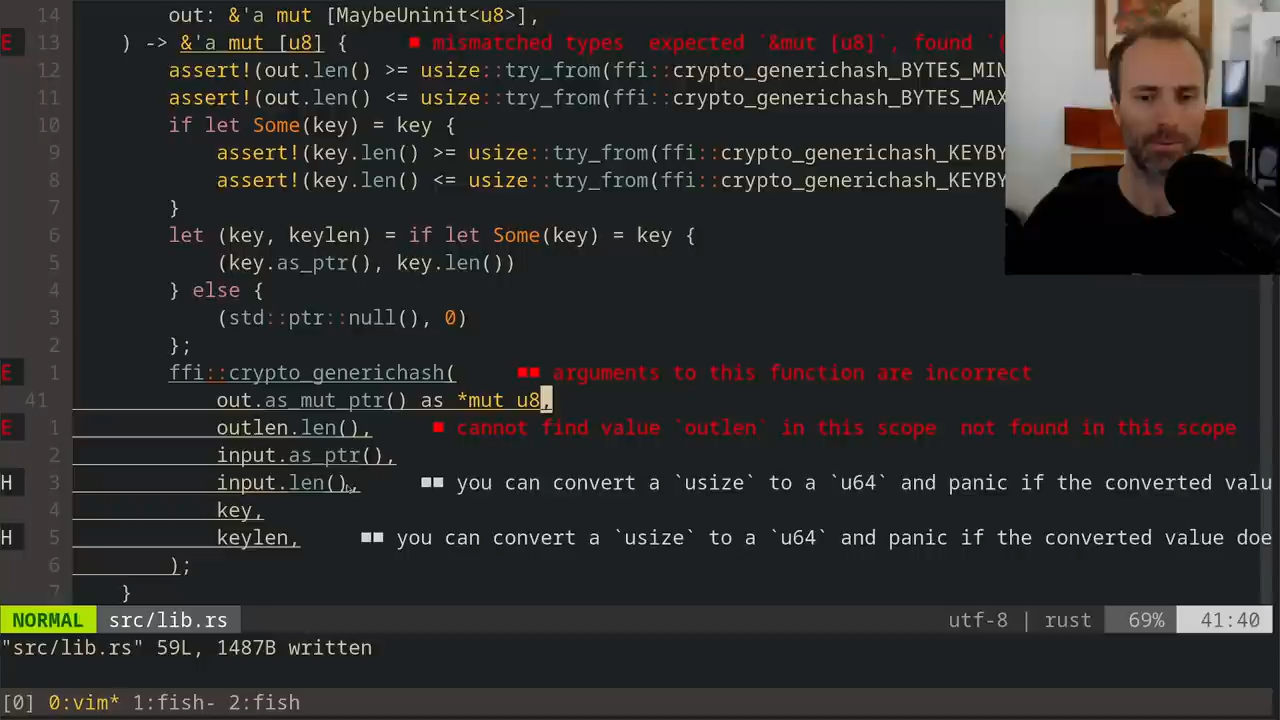 14 out: &'a mut [MaybeUninit<u8>],
E 13 ) -> &'a mut [u8] { ■ mismatched types expected `&mut [u8]`, found `(
12 assert!(out.len() >= usize::try_from(ffi::crypto_generichash_BYTES_MIN
11 assert!(out.len() <= usize::try_from(ffi::crypto_generichash_BYTES_MAX
10 if let Some(key) = key {
9 assert!(key.len() >= usize::try_from(ffi::crypto_generichash_KEYBY
8 assert!(key.len() <= usize::try_from(ffi::crypto_generichash_KEYBY
7 }
6 let (key, keylen) = if let Some(key) = key {
5 (key.as_ptr(), key.len())
4 } else {
3 (std::ptr::null(), 0)
2 };
E 1 ffi::crypto_generichash( ■■ arguments to this function are incorrect
41 out.as_mut_ptr() as *mut u8,
E 1 outlen.len(), ■ cannot find value `outlen` in this scope not found in this scope
2 input.as_ptr(),
H 3 input.len(), ■■ you can convert a `usize` to a `u64` and panic if the converted valu
4 key,
H 5 keylen, ■■ you can convert a `usize` to a `u64` and panic if the converted value doe
6 );
7 }
NORMAL src/lib.rs utf-8 | rust 69% 41:40
"src/lib.rs" 59L, 1487B written
[0] 0:vim* 1:fish- 2:fish